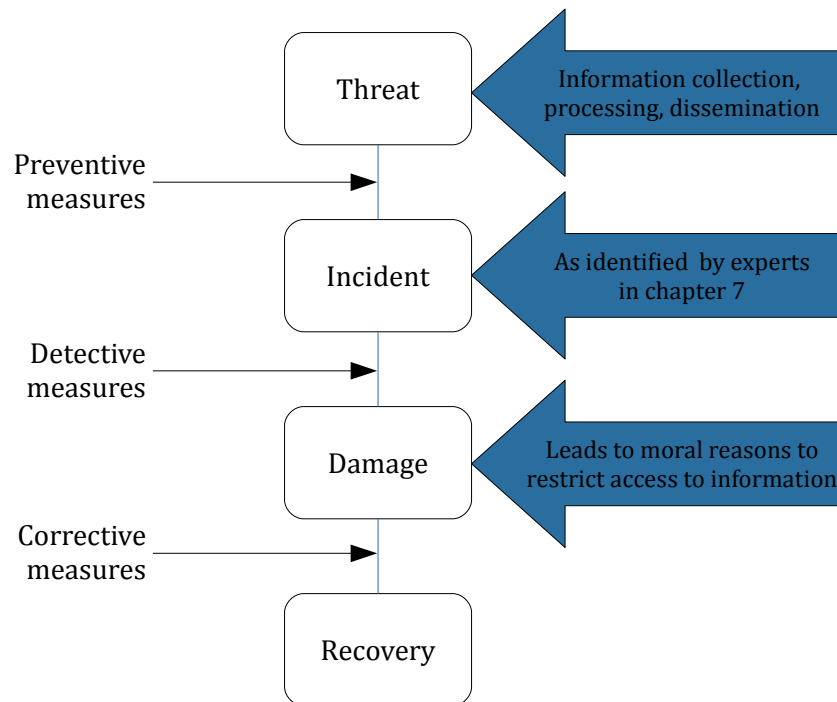 Threat
Information collection,
processing, dissemination
Preventive
measures
Incident
As identified by experts
in chapter 7
Detective
measures
Damage
Leads to moral reasons to
restrict access to information
Corrective
measures
Recovery